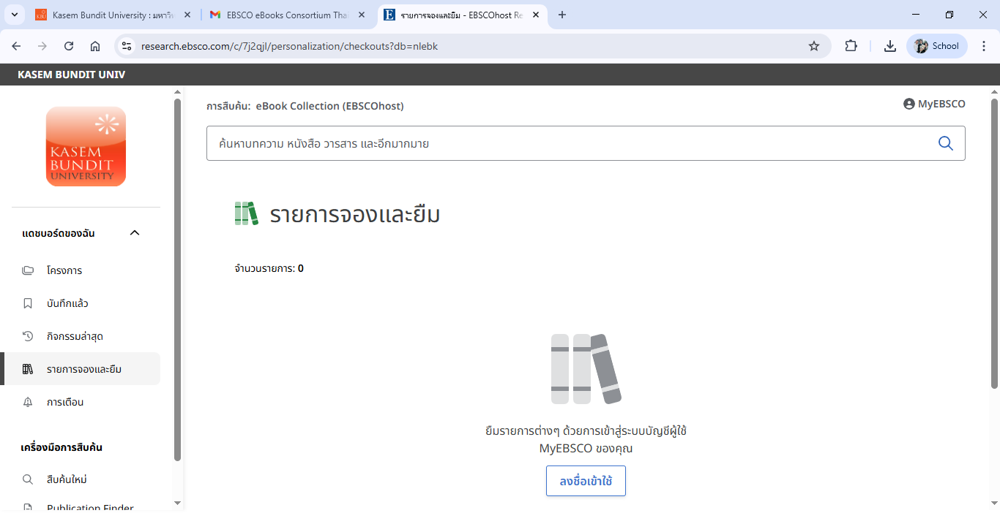 Kasem Bundit University : มหาวิ
EBSCO eBooks Consortium Tha
รายการจองและยืม - EBSCOhost Re
research.ebsco.com/c/7j2qjl/personalization/checkouts?db=nlebk
School
KASEM BUNDIT UNIV
KASEM
BUNDIT
UNIVERSITY
แดชบอร์ดของฉัน
โครงการ
บันทึกแล้ว
กิจกรรมล่าสุด
รายการจองและยืม
การเตือน
เครื่องมือการสืบค้น
สืบค้นใหม่
Publication Finder
การสืบค้น: eBook Collection (EBSCOhost)
MyEBSCO
ค้นหาบทความ หนังสือ วารสาร และอีกมากมาย
รายการจองและยืม
จำนวนรายการ: 0
ยืมรายการต่างๆ ด้วยการเข้าสู่ระบบบัญชีผู้ใช้
MyEBSCO ของคุณ
ลงชื่อเข้าใช้